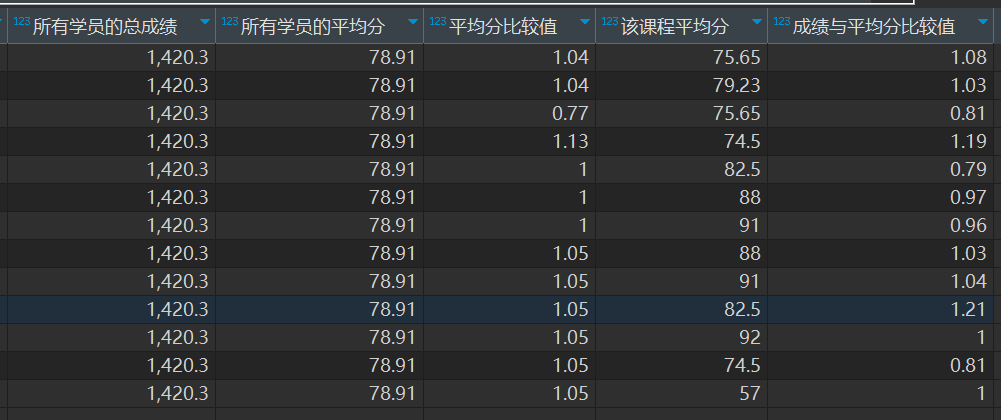 123 所有学员的总成绩 123 所有学员的平均分 123 平均分比较值 123 该课程平均分 123 成绩与平均分比较值
1,420.3 78.91 1.04 75.65 1.08
1,420.3 78.91 1.04 79.23 1.03
1,420.3 78.91 0.77 75.65 0.81
1,420.3 78.91 1.13 74.5 1.19
1,420.3 78.91 1 82.5 0.79
1,420.3 78.91 1 88 0.97
1,420.3 78.91 1 91 0.96
1,420.3 78.91 1.05 88 1.03
1,420.3 78.91 1.05 91 1.04
1,420.3 78.91 1.05 82.5 1.21
1,420.3 78.91 1.05 92 1
1,420.3 78.91 1.05 74.5 0.81
1,420.3 78.91 1.05 57 1